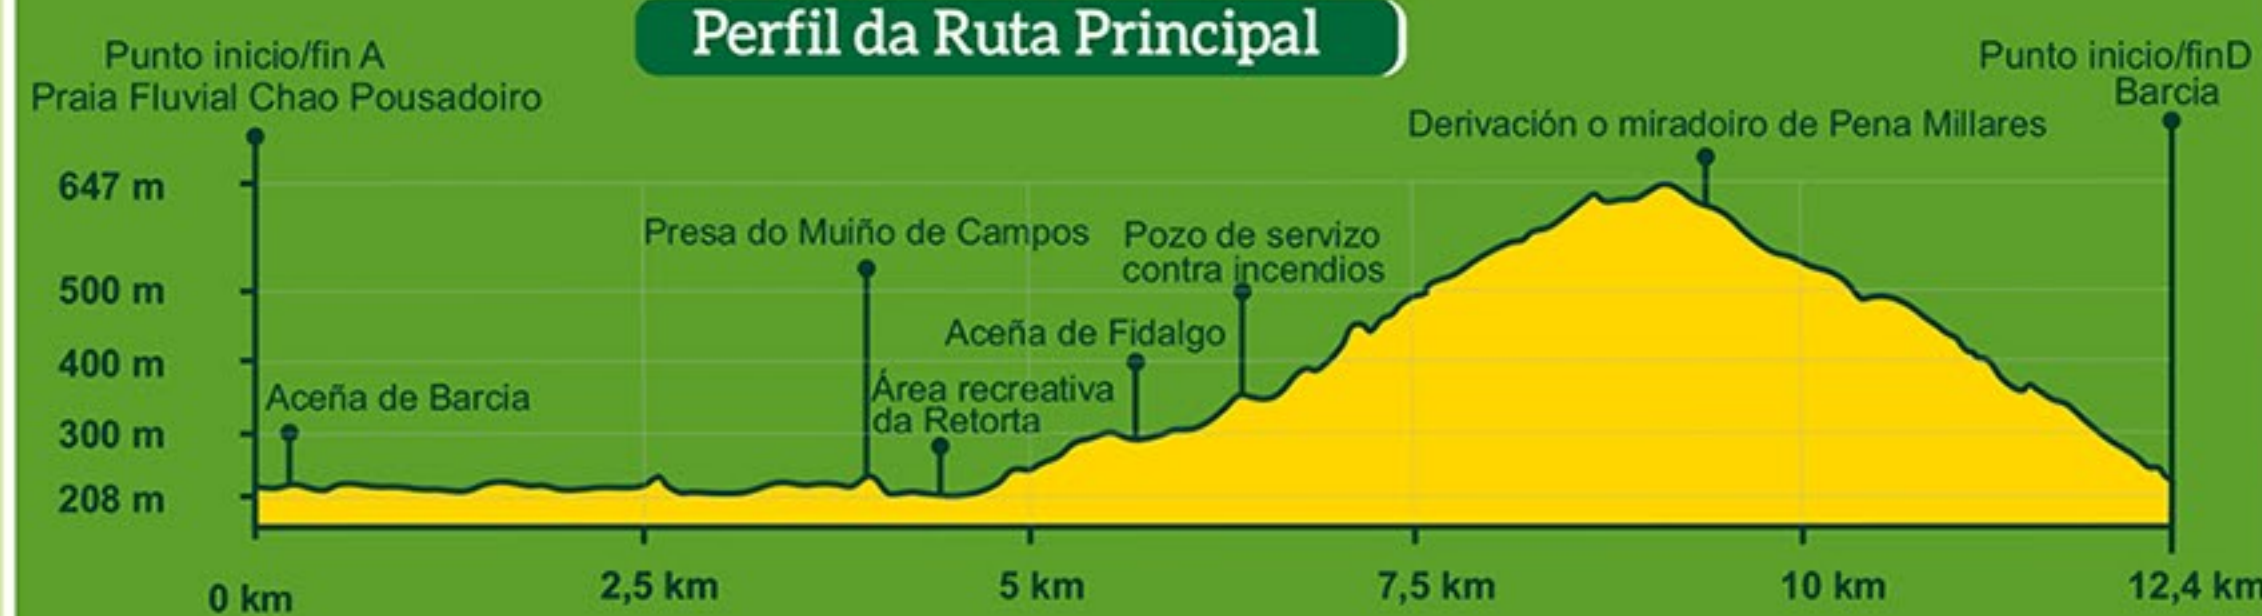 Perfil da Ruta Principal
Punto inicio/fin A
Praia Fluvial Chao Pousadoiro
Punto inicio/finD
Barcia
Derivación o miradoiro de Pena Millares
647 m
Presa do Muiño de Campos
Pozo de servizo
contra incendios
500 m
Aceña de Fidalgo
400 m
Área recreativa
da Retorta
Aceña de Barcia
300 m
208 m
0 km
2,5 km
5 km
7,5 km
10 km
12,4 km